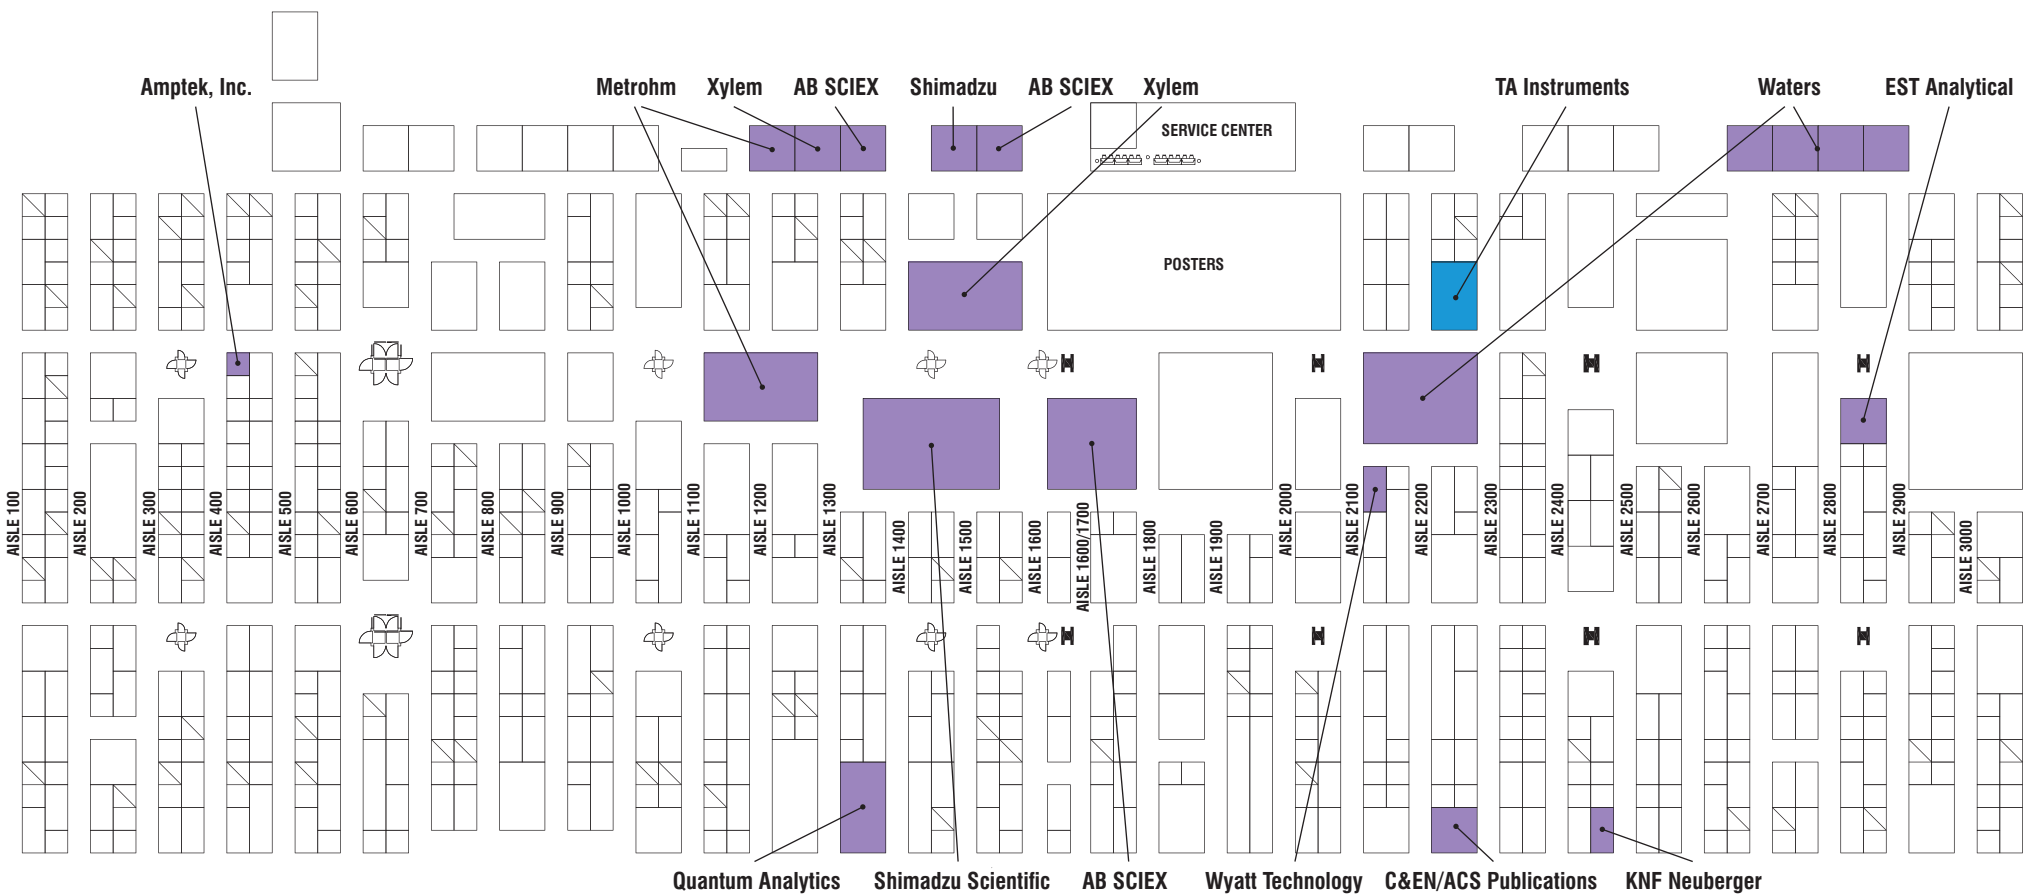 Amptek, Inc.
Metrohm
Xylem
AB SCIEX
Shimadzu
AB SCIEX
Xylem
TA Instruments
Waters
EST Analytical
SERVICE CENTER
POSTERS
AISLE 100
AISLE 200
AISLE 300
AISLE 400
AISLE 500
AISLE 600
AISLE 700
AISLE 800
AISLE 900
AISLE 1000
AISLE 1100
AISLE 1200
AISLE 1300
AISLE 1400
AISLE 1500
AISLE 1600
AISLE 1600/1700
AISLE 1800
AISLE 1900
AISLE 2000
AISLE 2100
AISLE 2200
AISLE 2300
AISLE 2400
AISLE 2500
AISLE 2600
AISLE 2700
AISLE 2800
AISLE 2900
AISLE 3000
Quantum Analytics
Shimadzu Scientific
AB SCIEX
Wyatt Technology
C&EN/ACS Publications
KNF Neuberger